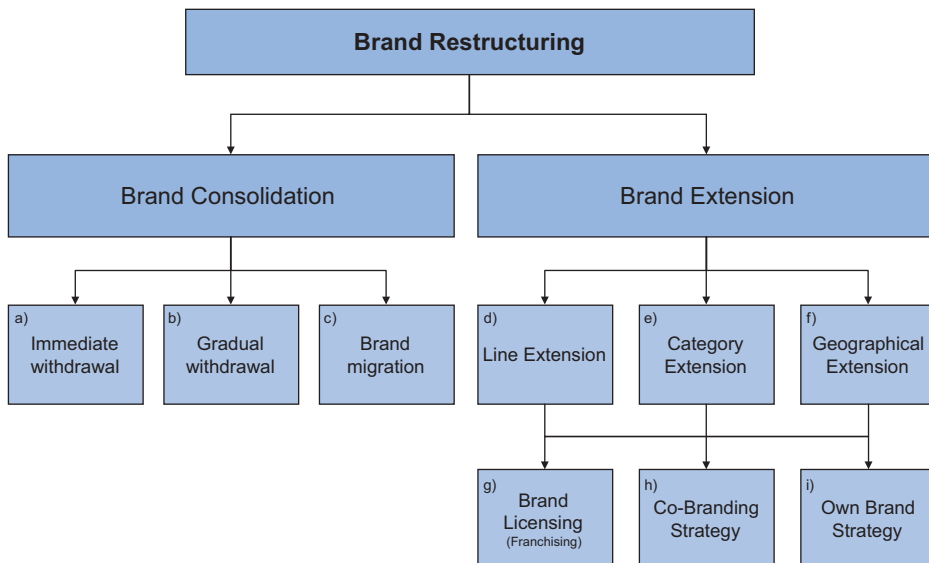 Brand Restructuring
Brand Consolidation
Brand Extension
a)
Immediate
withdrawal
b)
Gradual
withdrawal
c)
Brand
migration
d)
Line Extension
e)
Category
Extension
f)
Geographical
Extension
g)
Brand
Licensing
(Franchising)
h)
Co-Branding
Strategy
i)
Own Brand
Strategy